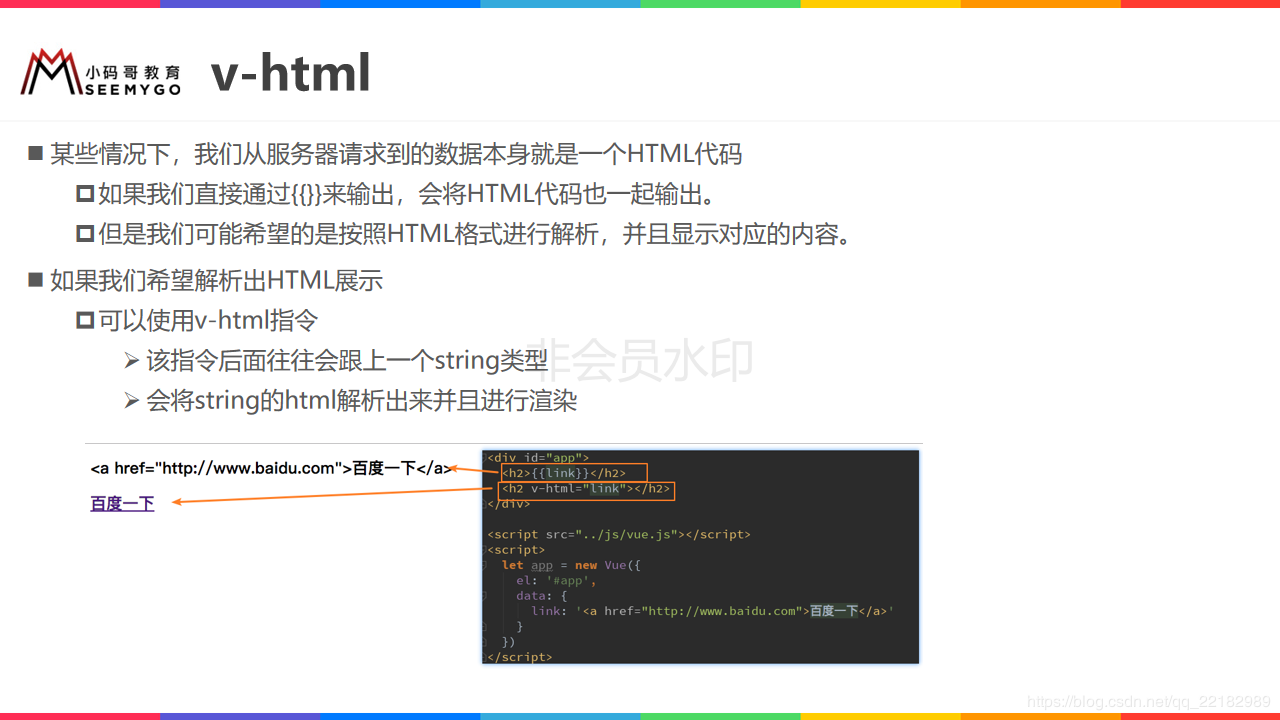 小码哥教育
SEEMYGO
v-html
某些情况下，我们从服务器请求到的数据本身就是一个HTML代码
如果我们直接通过{{}}来输出，会将HTML代码也一起输出。
但是我们可能希望的是按照HTML格式进行解析，并且显示对应的内容。
如果我们希望解析出HTML展示
可以使用v-html指令
该指令后面往往会跟上一个string类型
会将string的html解析出来并且进行渲染
非会员水印
<a href="http://www.baidu.com">百度一下</a>
百度一下
<div id="app">
<h2>{{link}}</h2>
<h2 v-html="link"></h2>
</div>
<script src="../js/vue.js"></script>
<script>
let app = new Vue({
el: '#app',
data: {
link: '<a href="http://www.baidu.com">百度一下</a>'
}
})
</script>
https://blog.csdn.net/qq_22182989